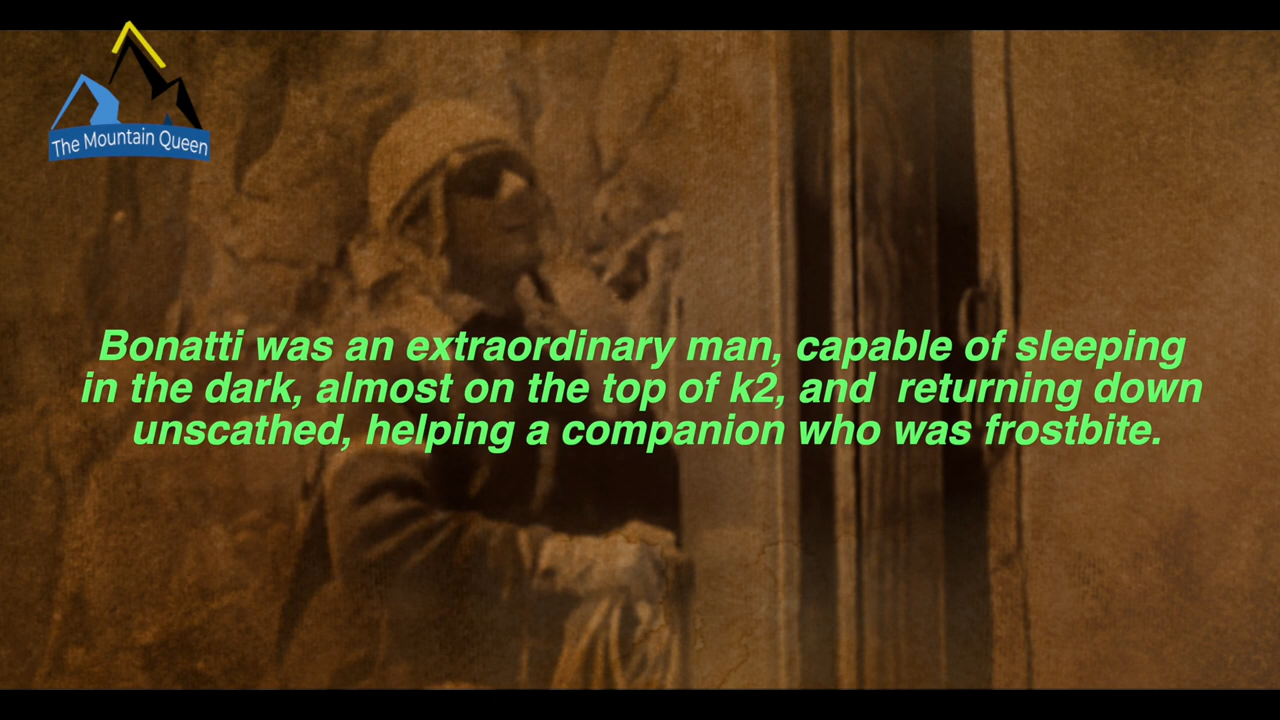 The Mountain Queen
Bonatti was an extraordinary man, capable of sleeping
in the dark, almost on the top of k2, and  returning down
unscathed, helping a companion who was frostbite.